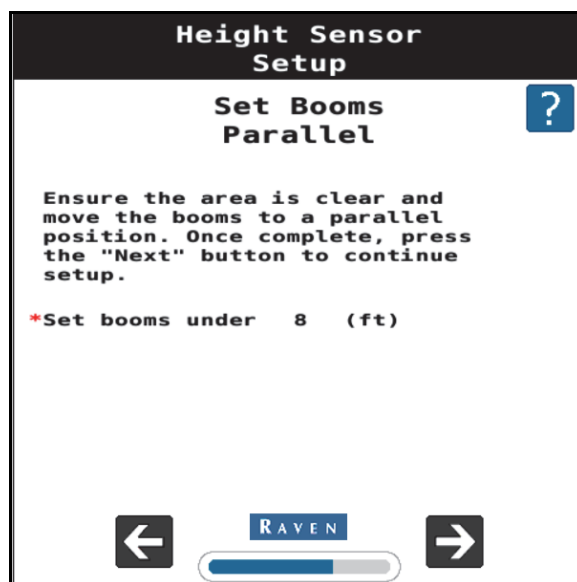 Height Sensor
Setup
Set Booms
Parallel
?
Ensure the area is clear and
move the booms to a parallel
position. Once complete, press
the "Next" button to continue
setup.
*Set booms under 8 (ft)
RAVEN